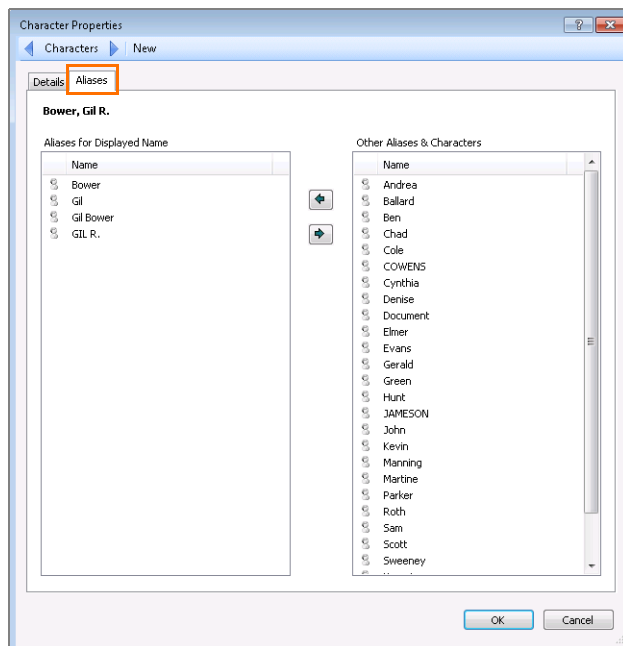 Character Properties
?
Characters New
Details Aliases
Bower, Gil R.
Aliases for Displayed Name
Name
Bower
Gil
Gil Bower
GIL R.
Other Aliases & Characters
Name
Andrea
Ballard
Ben
Chad
Cole
COWENS
Cynthia
Denise
Document
Elmer
Evans
Gerald
Green
Hunt
JAMESON
John
Kevin
Manning
Martine
Parker
Roth
Sam
Scott
Sweeney
OK Cancel